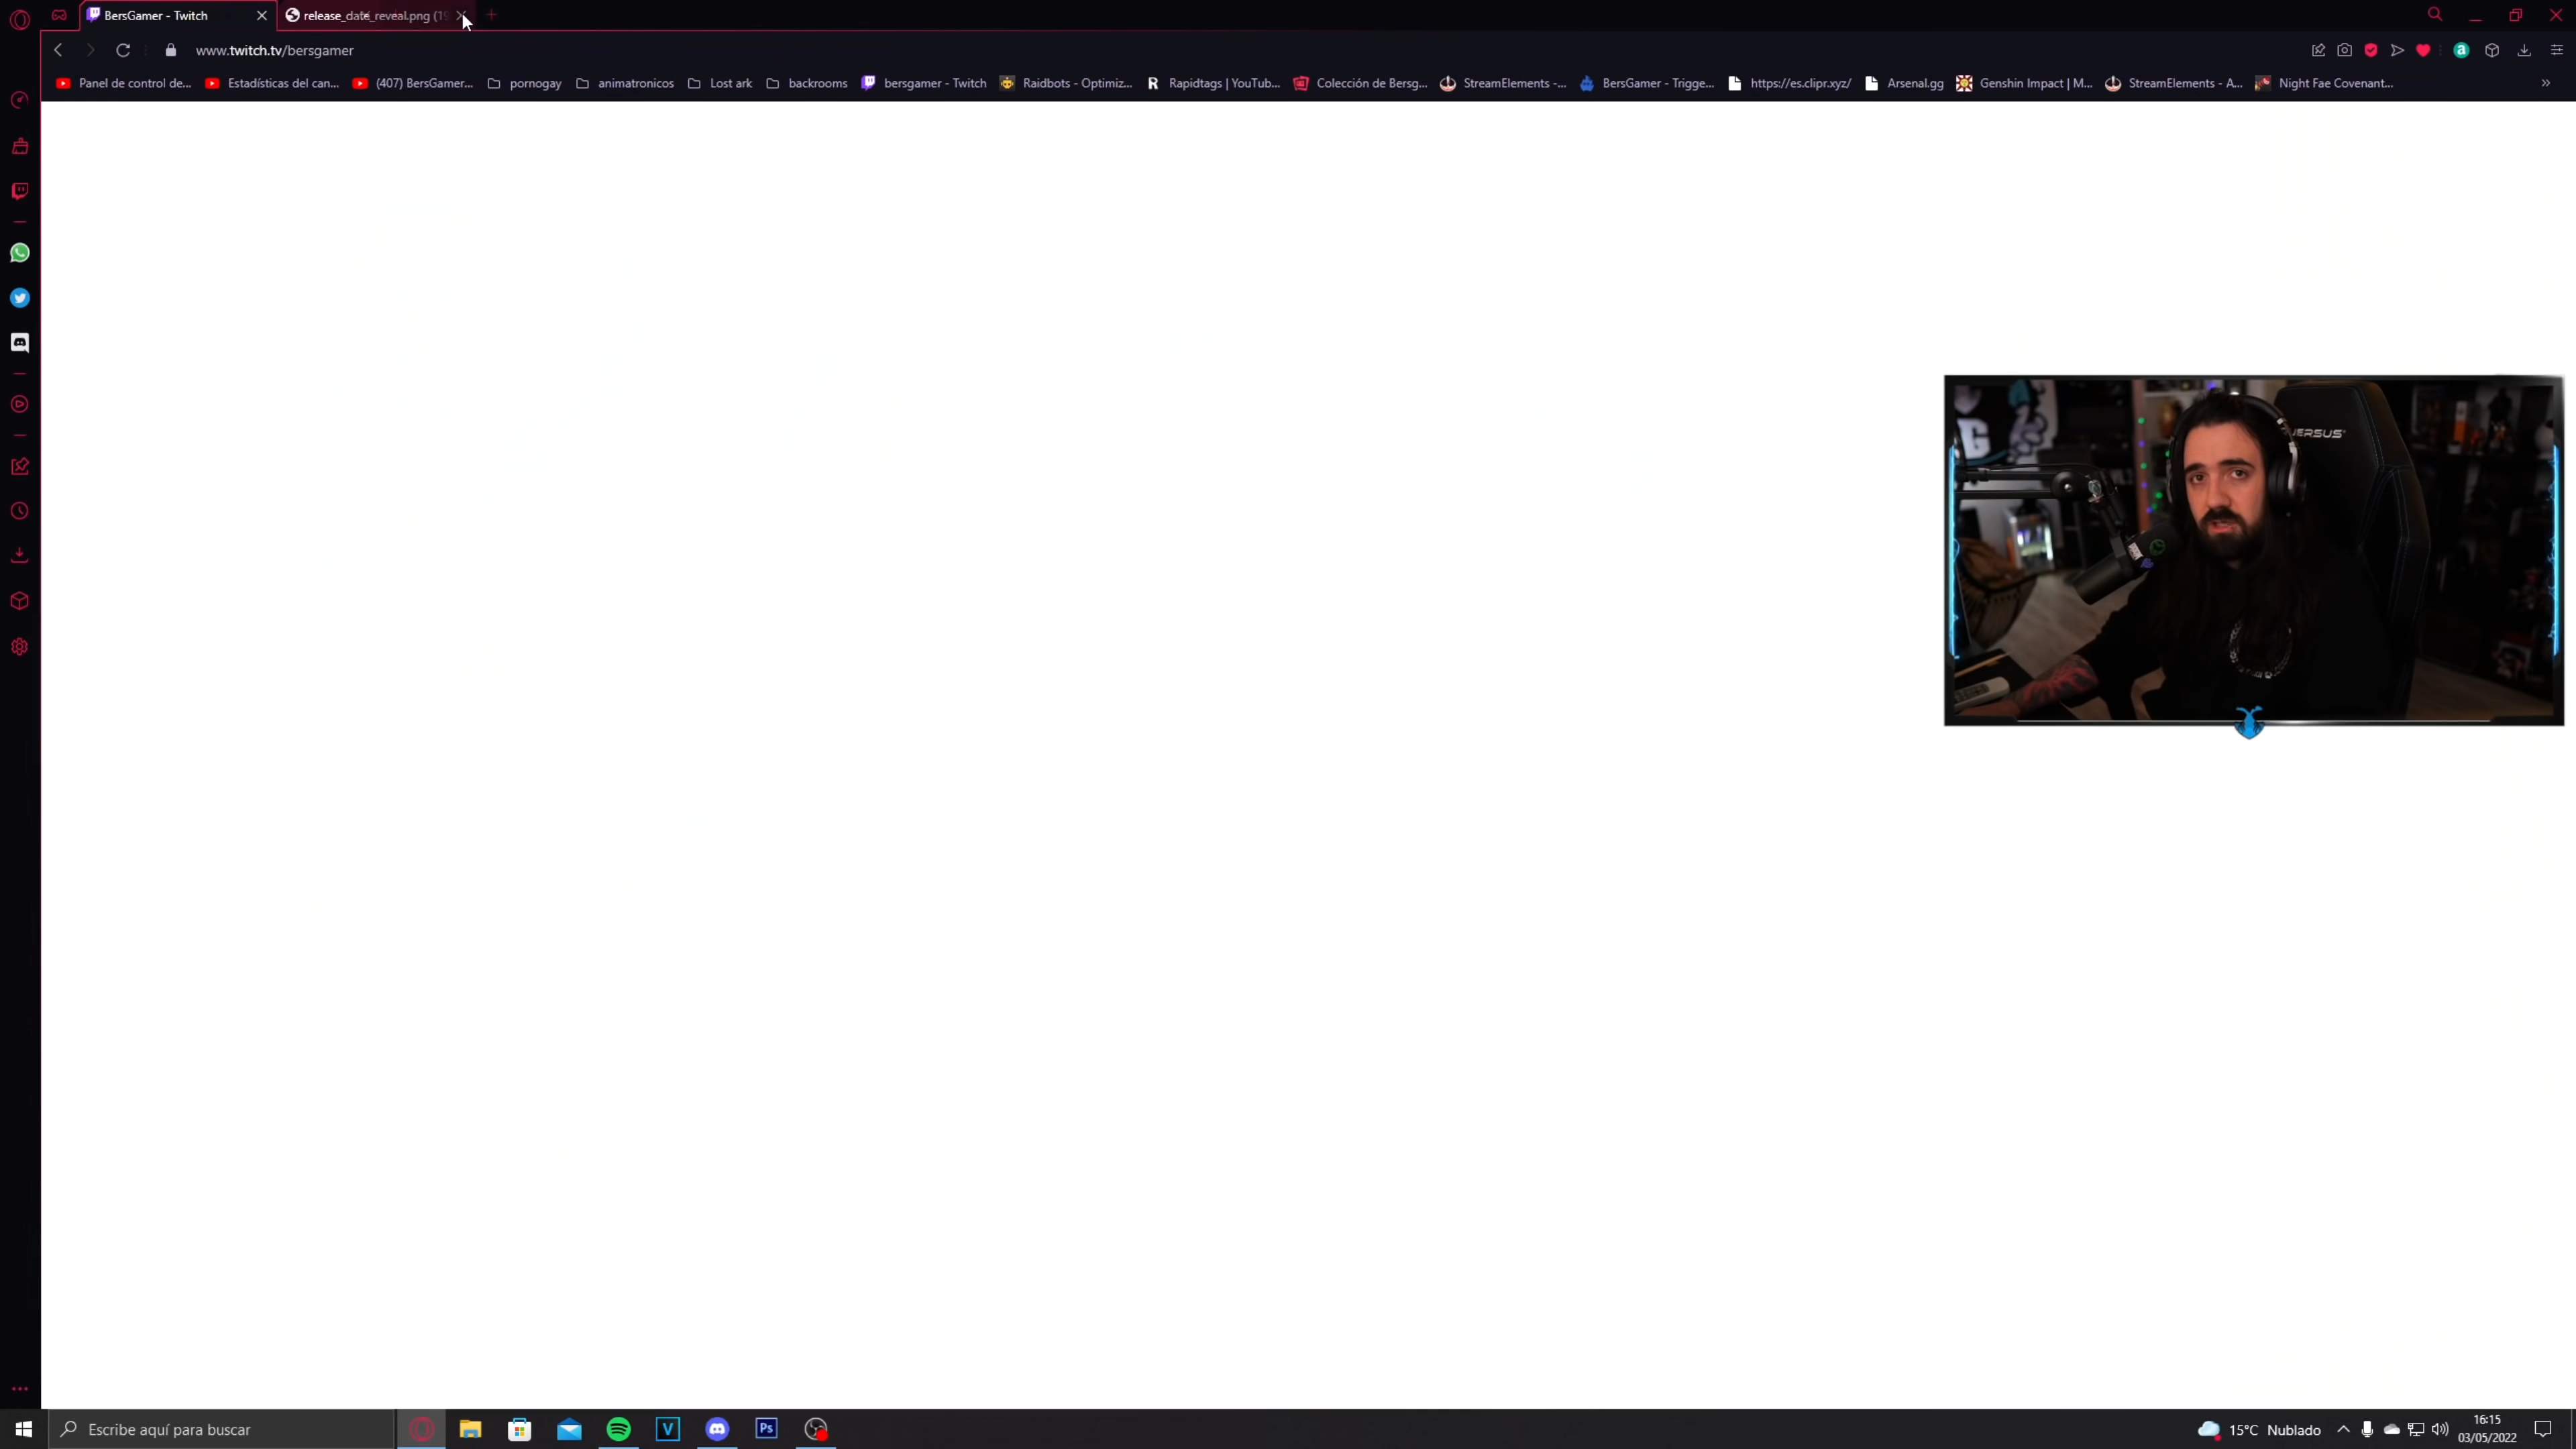 BersGamer - Twitch
release_date_reveal.png (19
www.twitch.tv/bersgamer
Panel de control de... Estadísticas del can... (407) BersGamer... pornogay animatronicos Lost ark backrooms bersgamer - Twitch Raidbots - Optimiz... Rapidtags | YouTub... Colección de Bersg... StreamElements -... BersGamer - Trigge... https://es.clipr.xyz/ Arsenal.gg Genshin Impact | M... StreamElements - A... Night Fae Covenant... »
Escribe aquí para buscar
15°C Nublado
16:15
03/05/2022